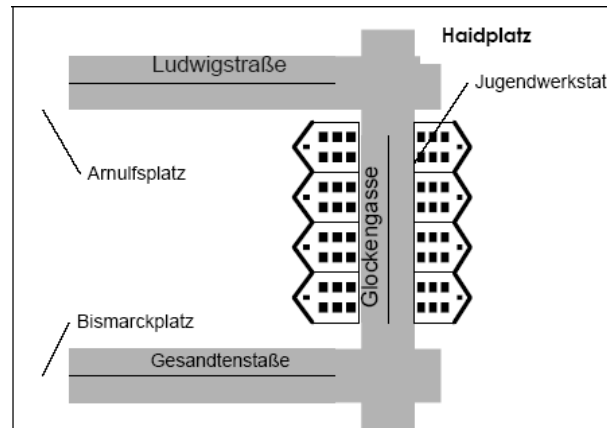 Haidplatz
Ludwigstraße
Jugendwerkstat
Arnulfsplatz
Glockengasse
Bismarckplatz
Gesandtenstaße